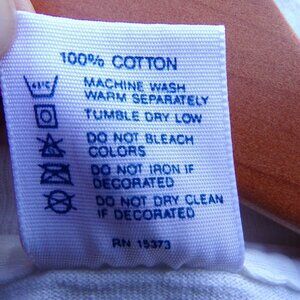 100% COTTON
MACHINE WASH
WARM SEPARATELY
TUMBLE DRY LOW
DO NOT BLEACH
COLORS
DO NOT IRON IF
DECORATED
DO NOT DRY CLEAN
IF DECORATED
RN 15373